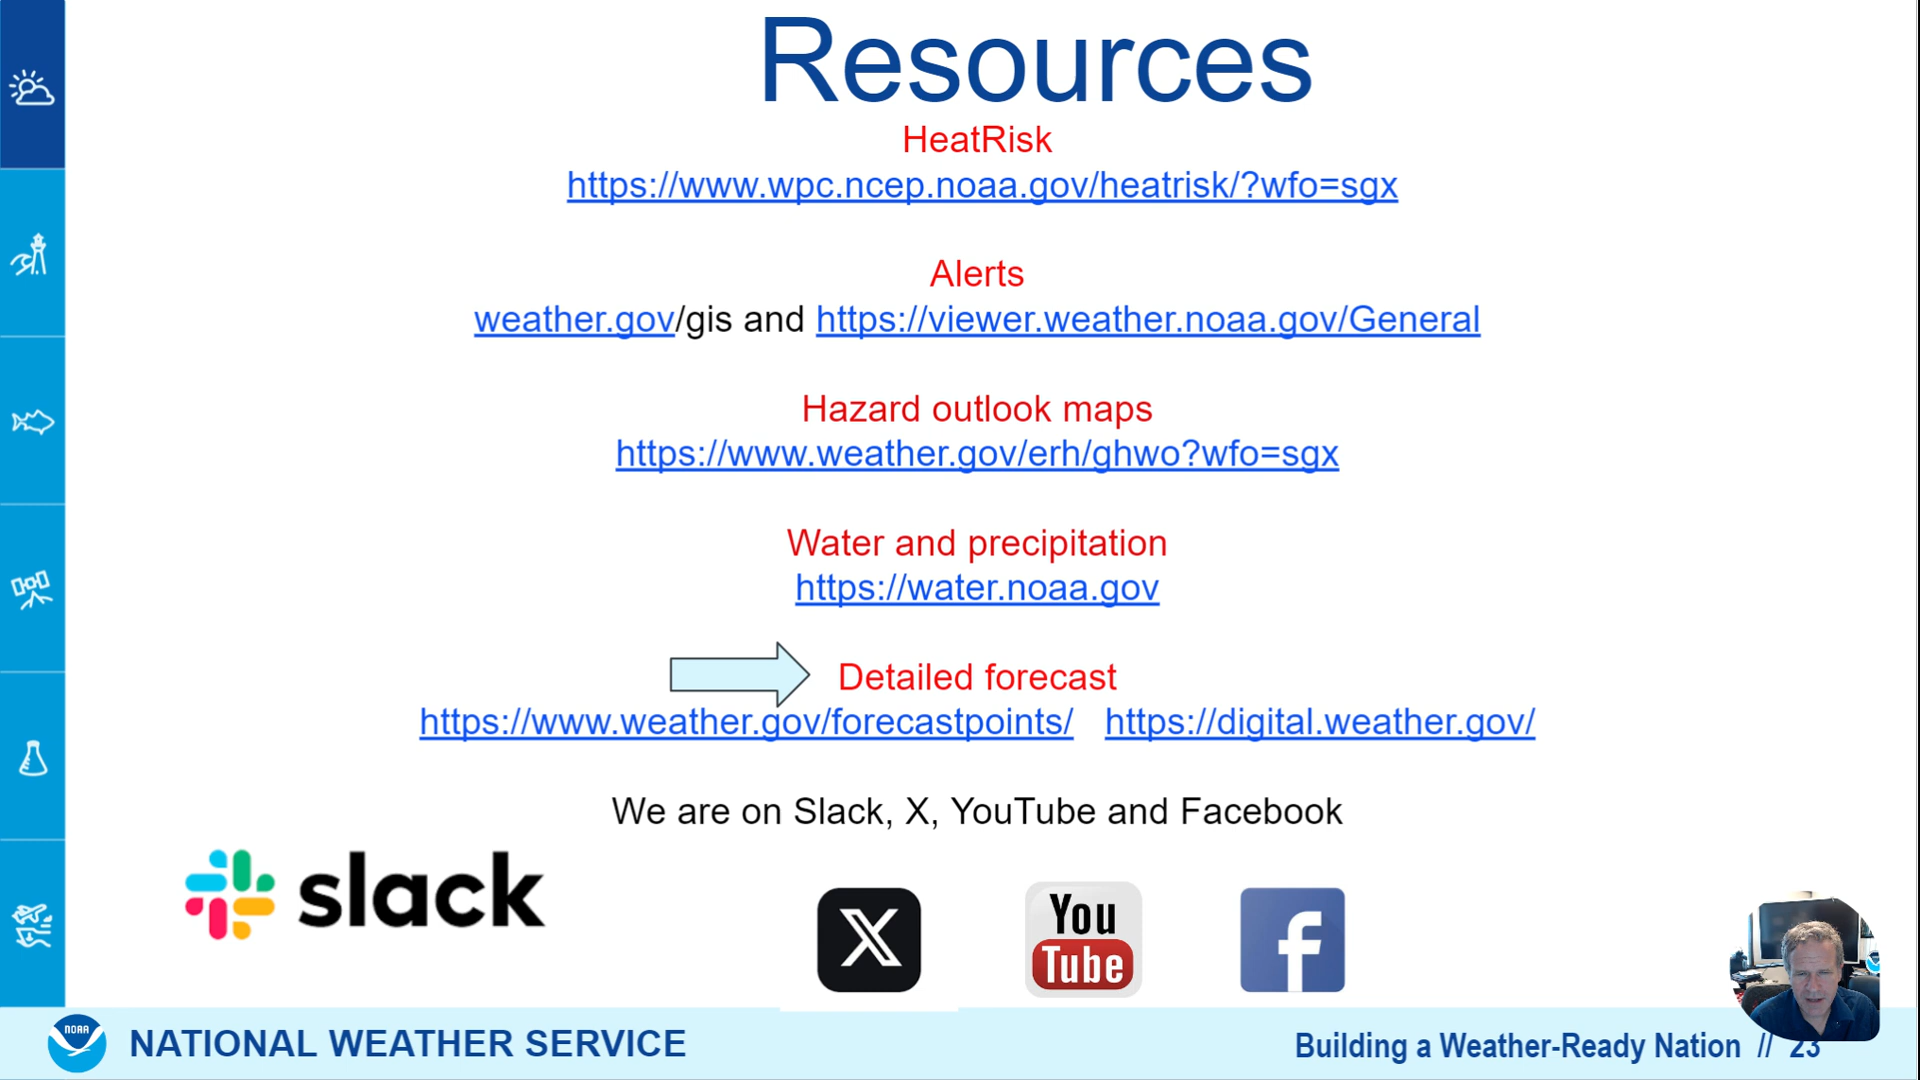 Resources
HeatRisk
https://www.wpc.ncep.noaa.gov/heatrisk/?wfo=sgx
Alerts
weather.gov/gis and https://viewer.weather.noaa.gov/General
Hazard outlook maps
https://www.weather.gov/erh/ghwo?wfo=sgx
Water and precipitation
https://water.noaa.gov
Detailed forecast
https://www.weather.gov/forecastpoints/ https://digital.weather.gov/
We are on Slack, X, YouTube and Facebook
slack
X
You
Tube
f
NOAA
NATIONAL WEATHER SERVICE
Building a Weather-Ready Nation // 23